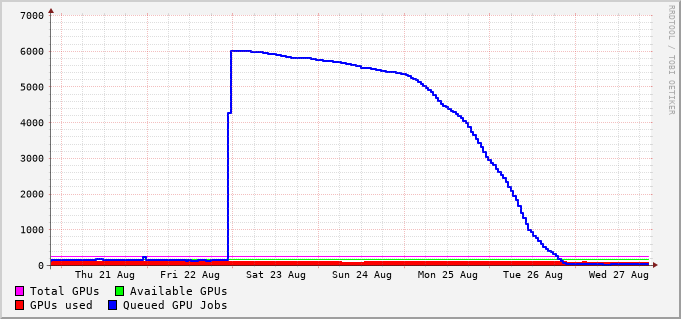 7000
6000
5000
4000
3000
2000
1000
0
Thu 21 Aug Fri 22 Aug Sat 23 Aug Sun 24 Aug Mon 25 Aug Tue 26 Aug Wed 27 Aug
Total GPUs Available GPUs
GPUs used Queued GPU Jobs
RRDTOOL / TOBI OETIKER